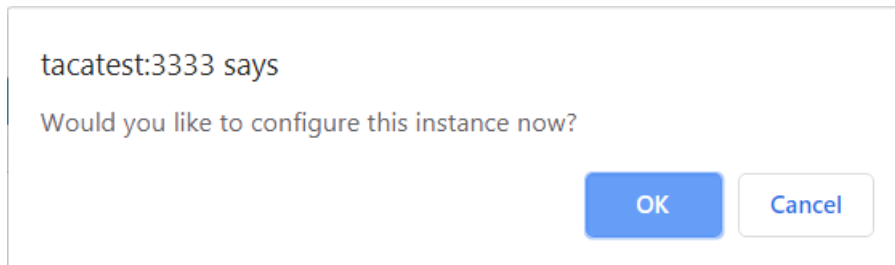 tacatest:3333 says
Would you like to configure this instance now?
OK
Cancel